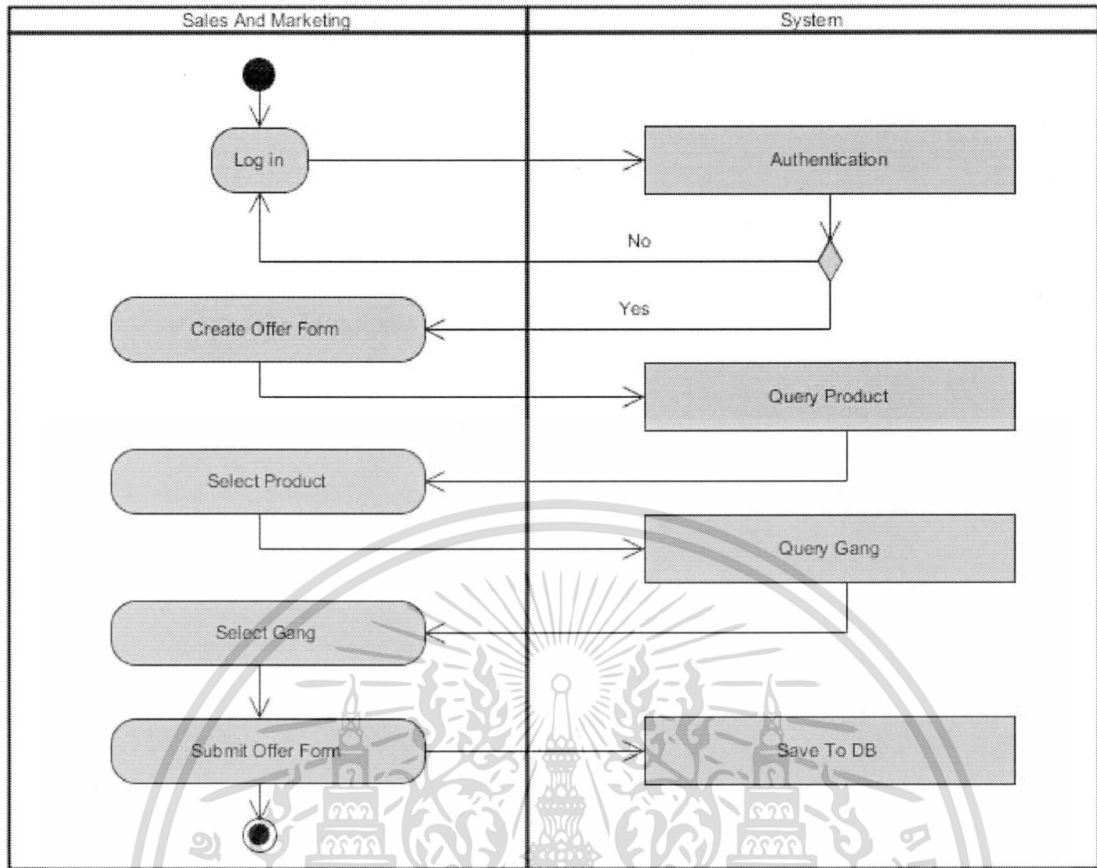 Sales And Marketing
System
Log in
Authentication
No
Yes
Create Offer Form
Query Product
Select Product
Query Gang
Select Gang
Submit Offer Form
Save To DB